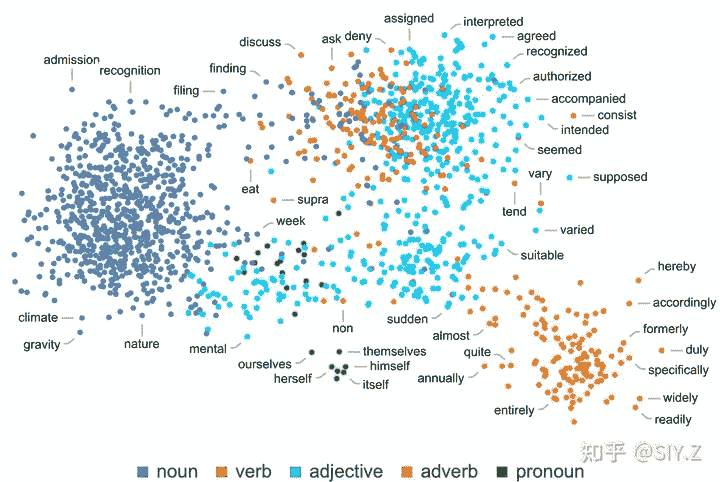 assigned
interpreted
discuss
ask
deny
agreed
admission
recognition
finding
recognized
filing
authorized
accompanied
consist
intended
seemed
eat
vary
supposed
supra
tend
week
varied
suitable
hereby
climate
sudden
accordingly
gravity
nature
mental
non
almost
formerly
ourselves
themselves
quite
duly
herself
himself
annually
specifically
itself
entirely
widely
readily
知乎 @SIY.Z
noun verb adjective adverb pronoun